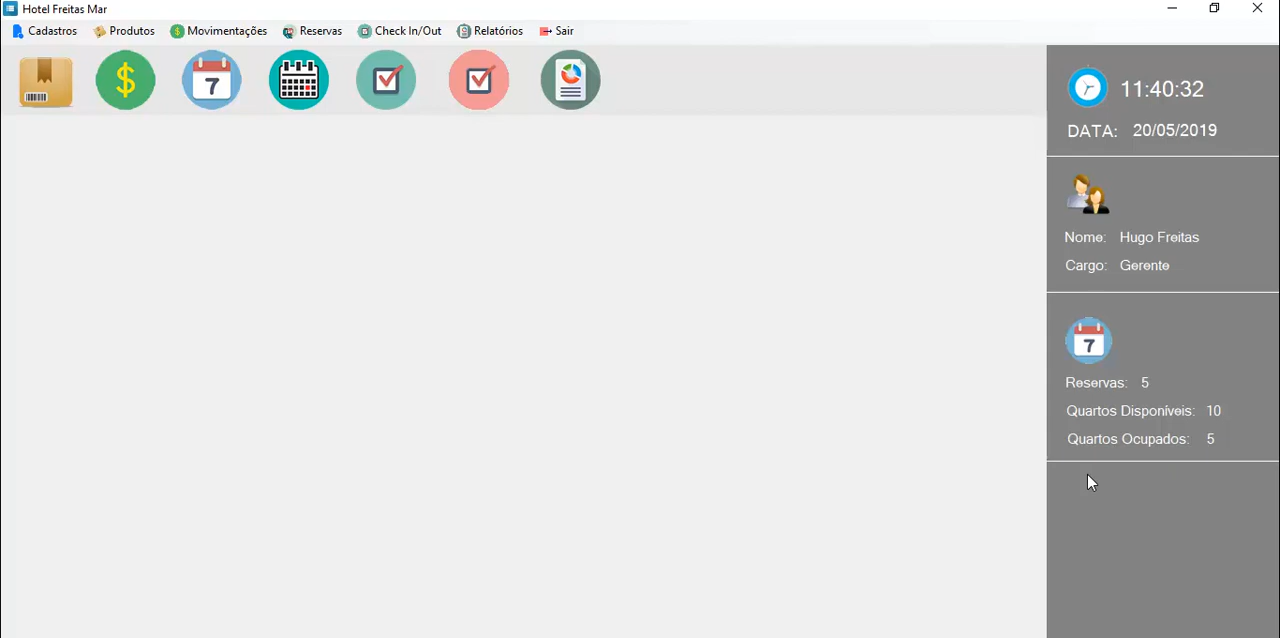 Hotel Freitas Mar
Cadastros Produtos Movimentações Reservas Check In/Out Relatórios Sair
7
11:40:32
DATA: 20/05/2019
Nome: Hugo Freitas
Cargo: Gerente
7
Reservas: 5
Quartos Disponíveis: 10
Quartos Ocupados: 5